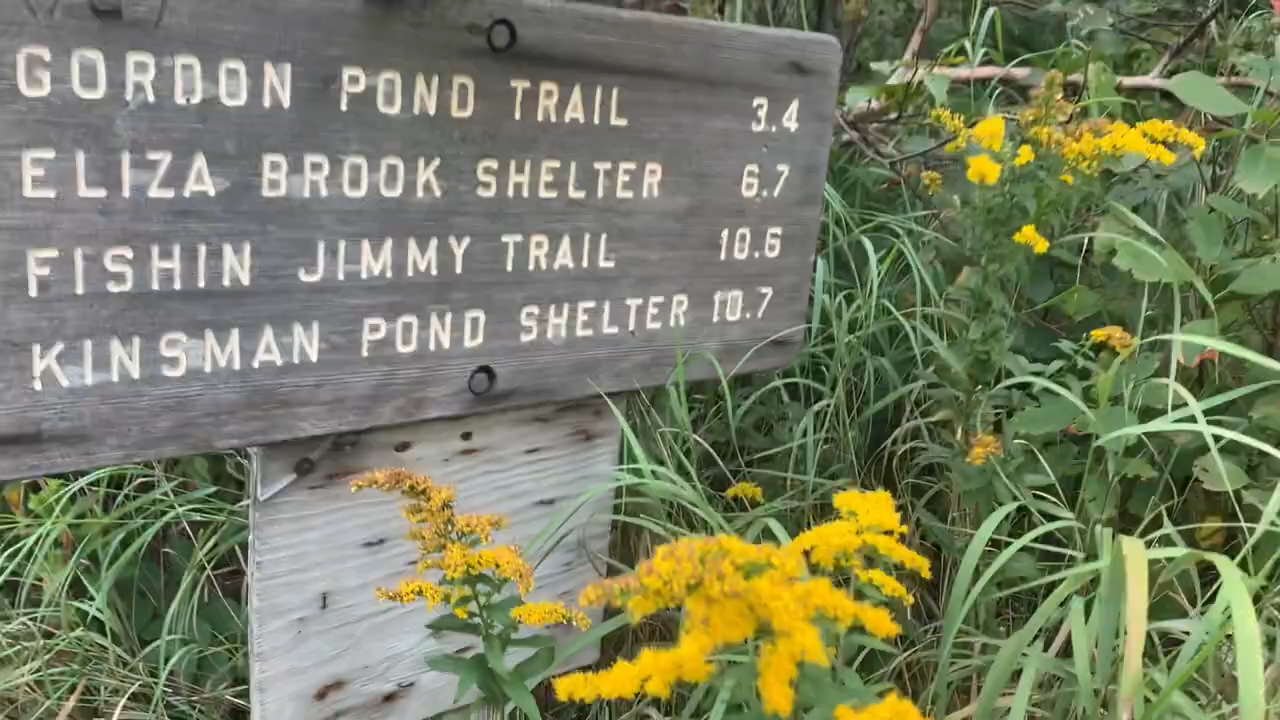 GORDON POND TRAIL 3.4
ELIZA BROOK SHELTER 6.7
FISHIN JIMMY TRAIL 10.6
KINSMAN POND SHELTER 10.7